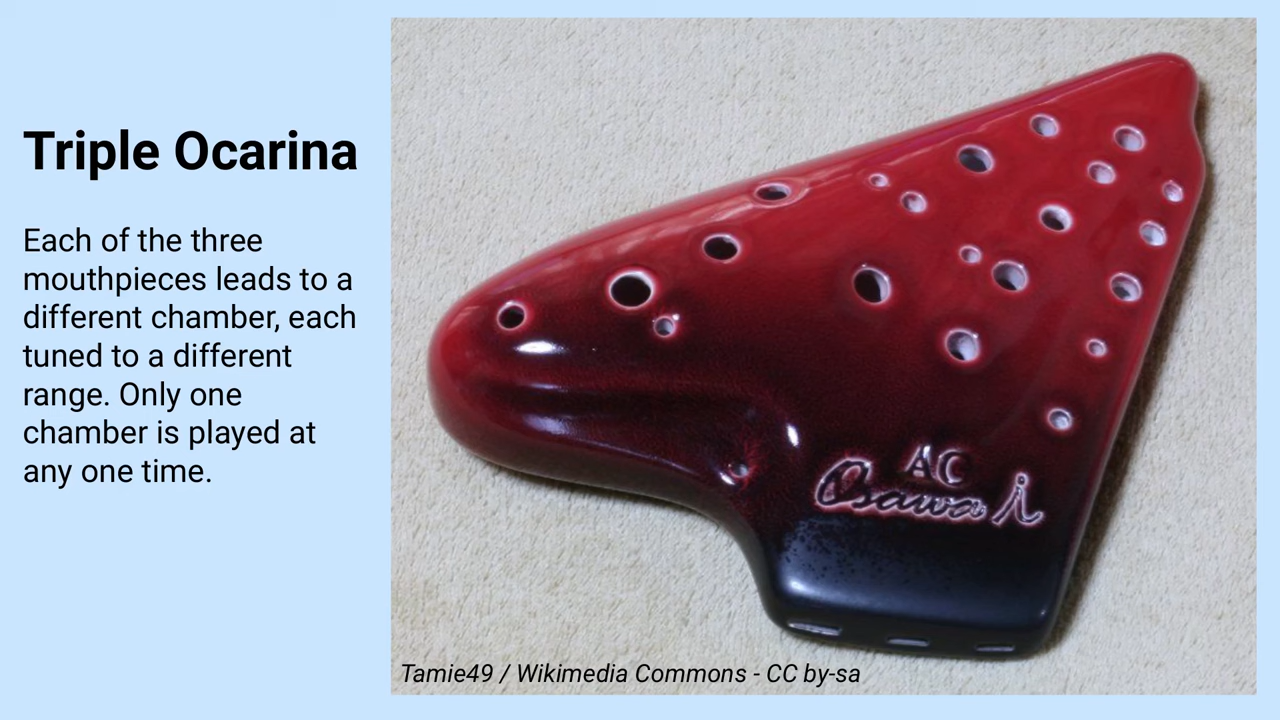 Triple Ocarina
Each of the three
mouthpieces leads to a
different chamber, each
tuned to a different
range. Only one
chamber is played at
any one time.
AC
Osawa i
Tamie49 / Wikimedia Commons - CC by-sa